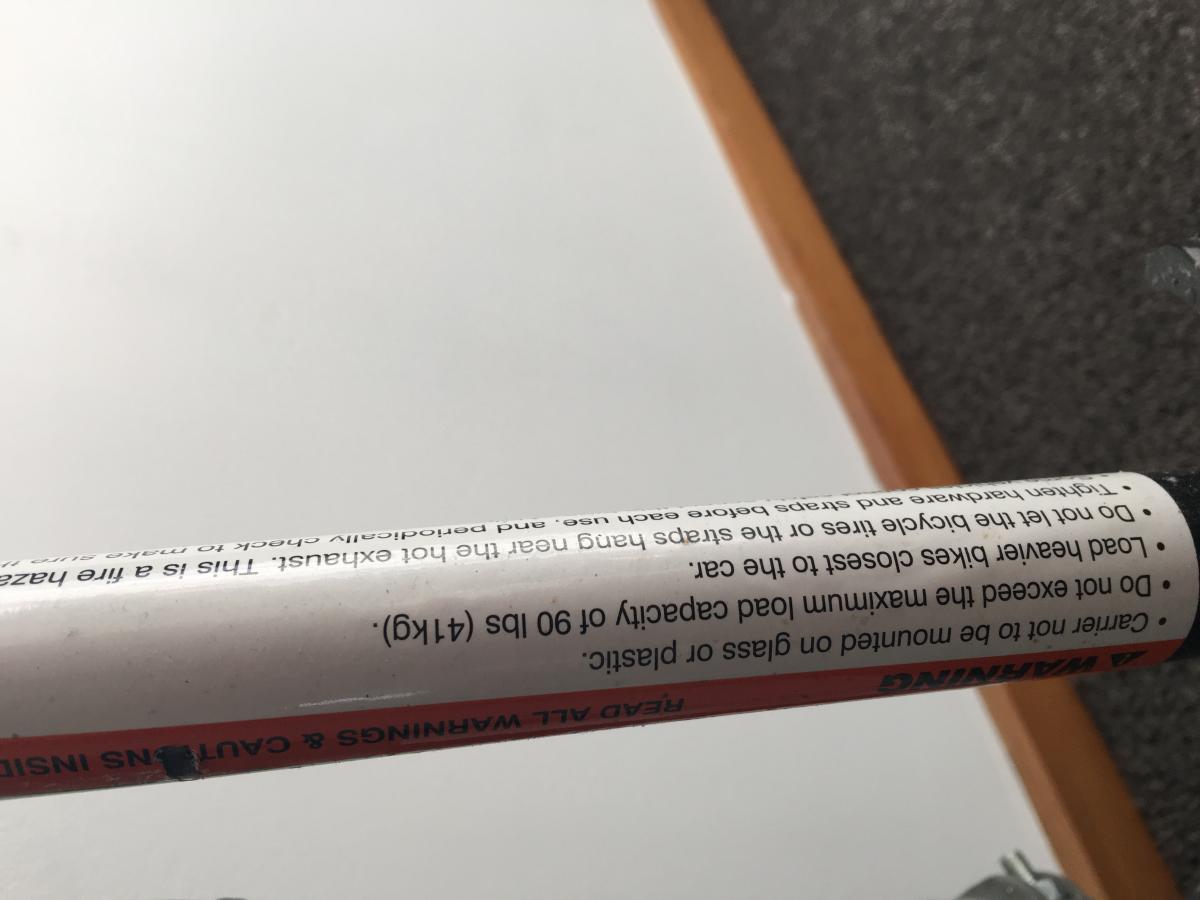 ⚠ WARNING READ ALL WARNINGS & CAUTIONS
• Carrier not to be mounted on glass or plastic.
• Do not exceed the maximum load capacity of 90 lbs (41kg).
• Load heavier bikes closest to the car.
• Do not let the bicycle tires or the straps hang near the hot exhaust. This is a fire
• Tighten hardware and straps before each use, and periodically check to make sure